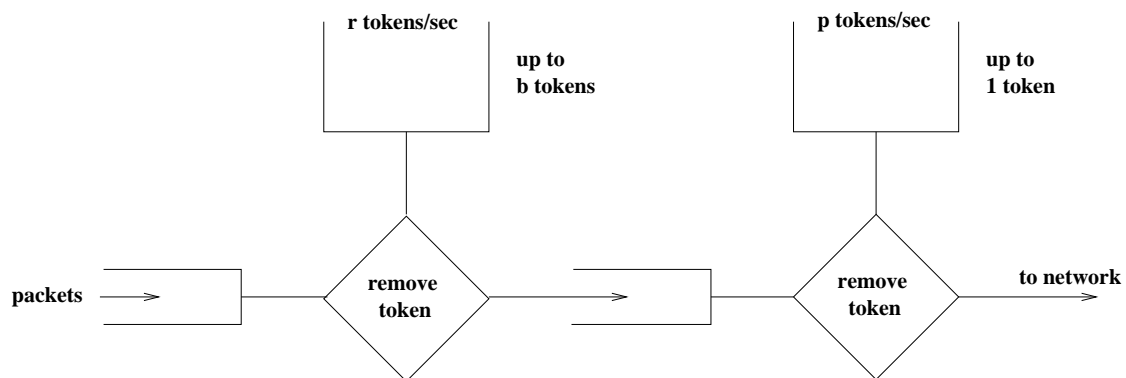 r tokens/sec
up to
b tokens
p tokens/sec
up to
1 token
packets
remove
token
remove
token
to network